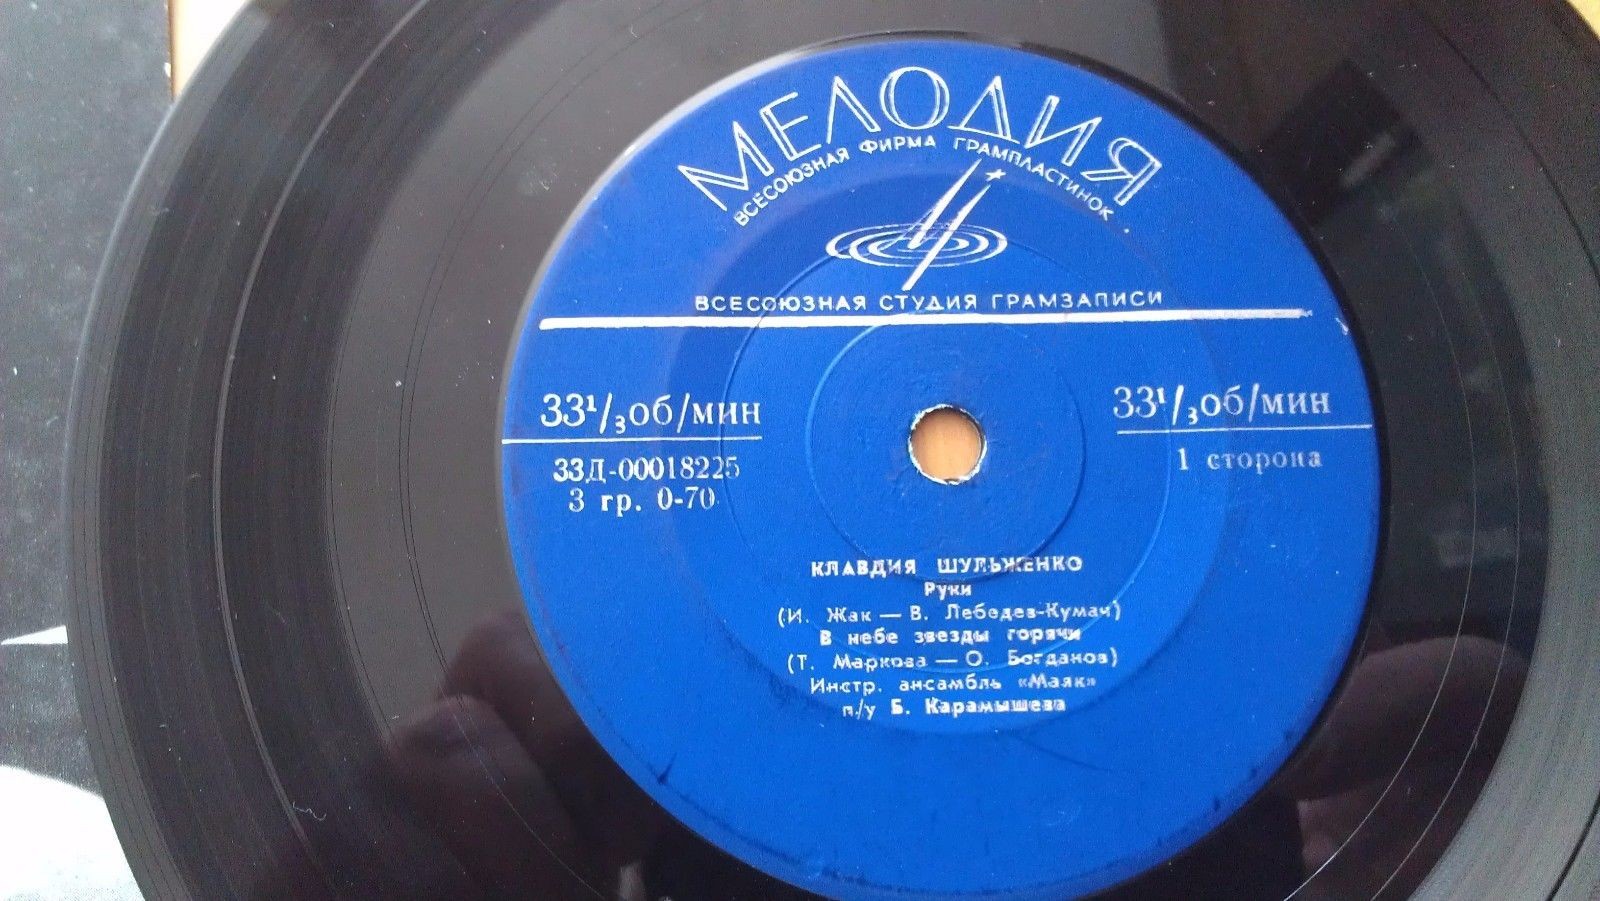 МЕЛОДИЯ
ВСЕСОЮЗНАЯ ФИРМА ГРАМПЛАСТИНОК
ВСЕСОЮЗНАЯ СТУДИЯ ГРАМЗАПИСИ
33¹/₃об/мин
33¹/₃об/мин
33Д-00018225
3 гр. 0-70
1 сторона
КЛАВДИЯ ШУЛЬЖЕНКО
Руки
(И. Жак — В. Лебедев-Кумач)
В небе звезды горячи
(Т. Маркова — О. Богданов)
Инстр. ансамбль «Маяк»
п/у Б. Карамышева